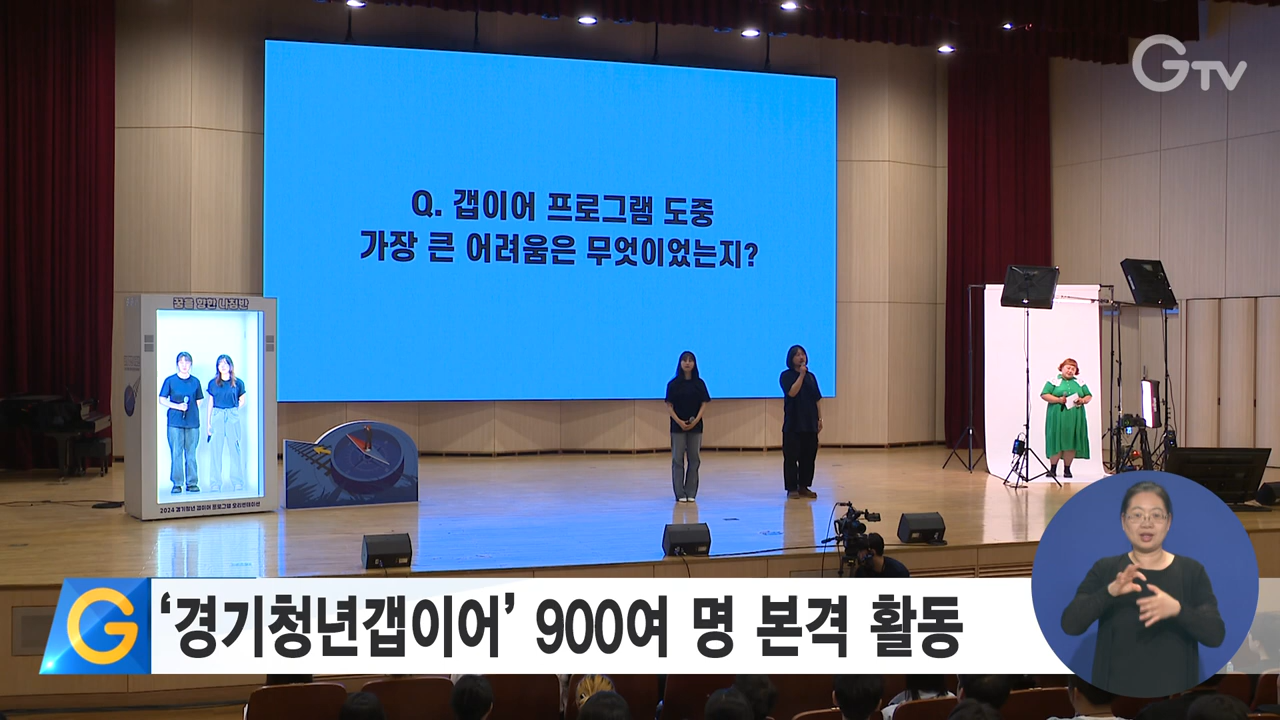 GTV
Q. 갭이어 프로그램 도중
가장 큰 어려움은 무엇이었는지?
꿈을 향한 나침반
2024 경기청년 갭이어 프로그램 오리엔테이션
G
‘경기청년갭이어’ 900여 명 본격 활동